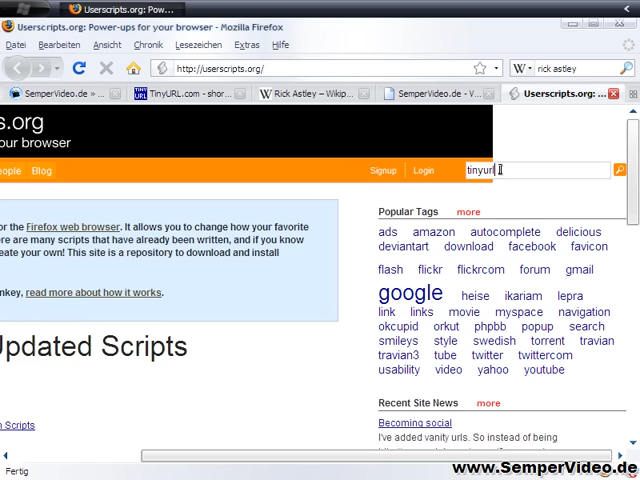 Userscripts.org: Pow...
Userscripts.org: Power-ups for your browser - Mozilla Firefox
Datei Bearbeiten Ansicht Chronik Lesezeichen Extras Hilfe
http://userscripts.org/
W rick astley
SemperVideo.de »...
TinyURL.com - shor...
Rick Astley – Wikip...
SemperVideo.de - V...
Userscripts.org: ...
s.org
your browser
eople Blog Signup Login tinyurl
or the Firefox web browser. It allows you to change how your favorite
ere are many scripts that have already been written, and if you know
eate your own! This site is a repository to download and install
nkey, read more about how it works.
Updated Scripts
n Scripts
Popular Tags more
ads amazon autocomplete delicious
deviantart download facebook favicon
flash flickr flickrcom forum gmail
google heise ikariam lepra
link links movie myspace navigation
okcupid orkut phpbb popup search
smileys style swedish torrent travian
travian3 tube twitter twittercom
usability video yahoo youtube
Recent Site News more
Becoming social
I've added vanity urls. So instead of being
Fertig
www.SemperVideo.de